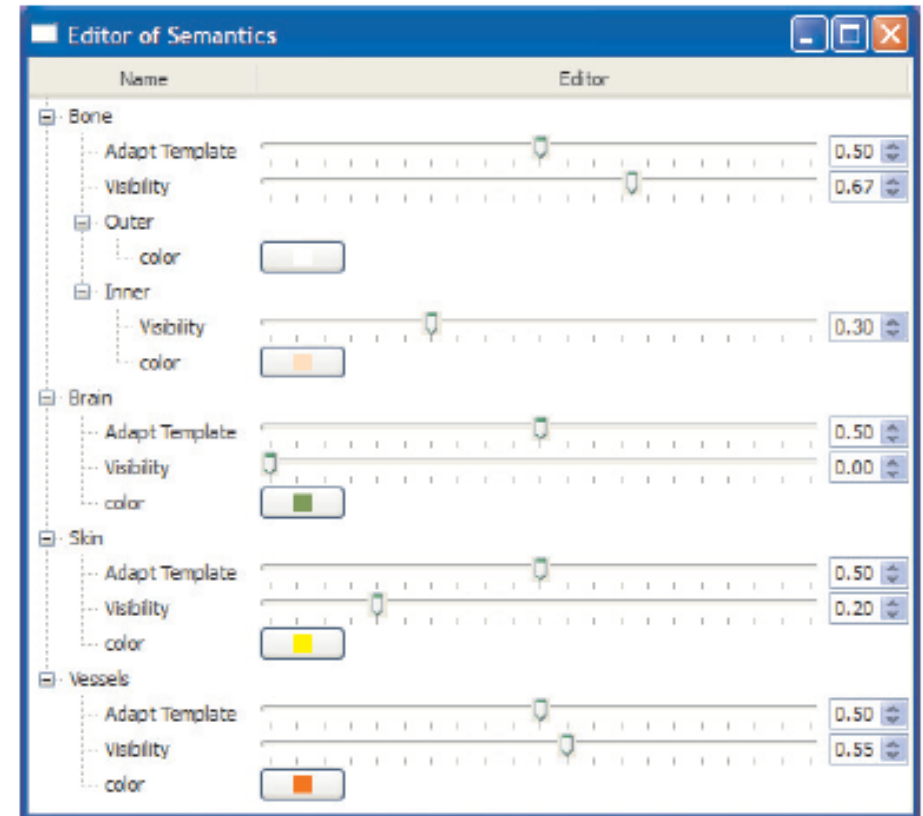 Editor of Semantics
Name Editor
Bone
Adapt Template 0.50
Visibility 0.67
Outer
color
Inner
Visibility 0.30
color
Brain
Adapt Template 0.50
Visibility 0.00
color
Skin
Adapt Template 0.50
Visibility 0.20
color
Vessels
Adapt Template 0.50
Visibility 0.55
color